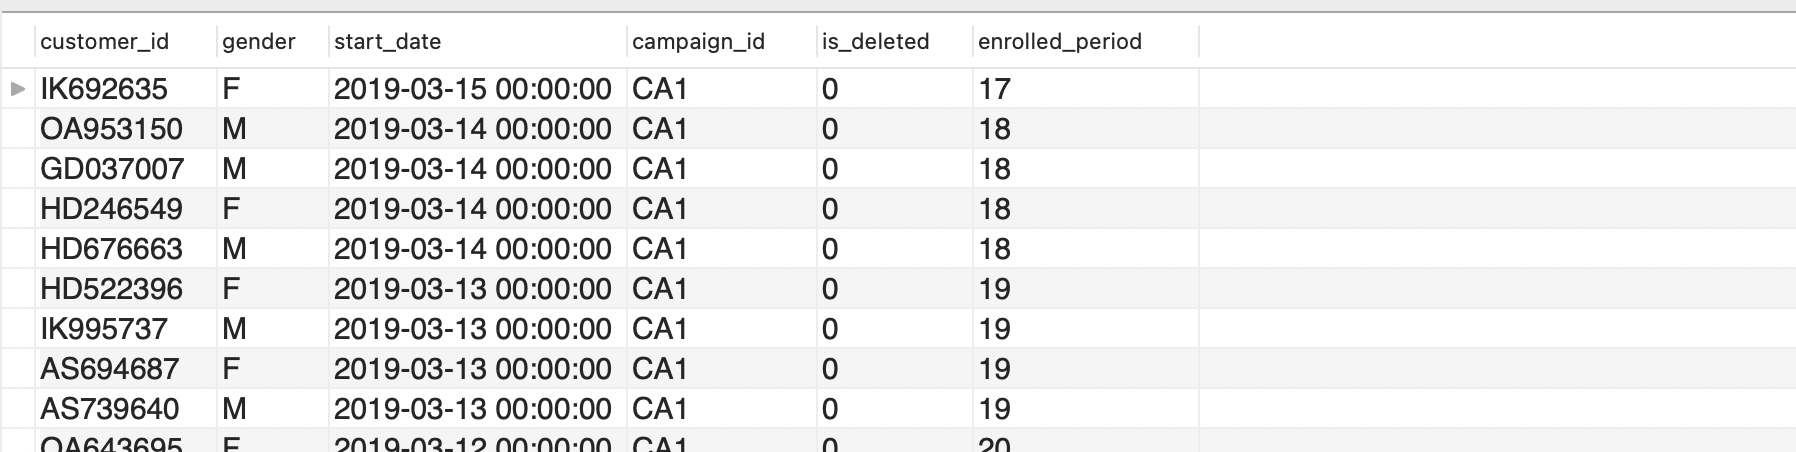 customer_id gender start_date campaign_id is_deleted enrolled_period
IK692635 F 2019-03-15 00:00:00 CA1 0 17
OA953150 M 2019-03-14 00:00:00 CA1 0 18
GD037007 M 2019-03-14 00:00:00 CA1 0 18
HD246549 F 2019-03-14 00:00:00 CA1 0 18
HD676663 M 2019-03-14 00:00:00 CA1 0 18
HD522396 F 2019-03-13 00:00:00 CA1 0 19
IK995737 M 2019-03-13 00:00:00 CA1 0 19
AS694687 F 2019-03-13 00:00:00 CA1 0 19
AS739640 M 2019-03-13 00:00:00 CA1 0 19
OA643695 F 2019-03-12 00:00:00 CA1 0 20